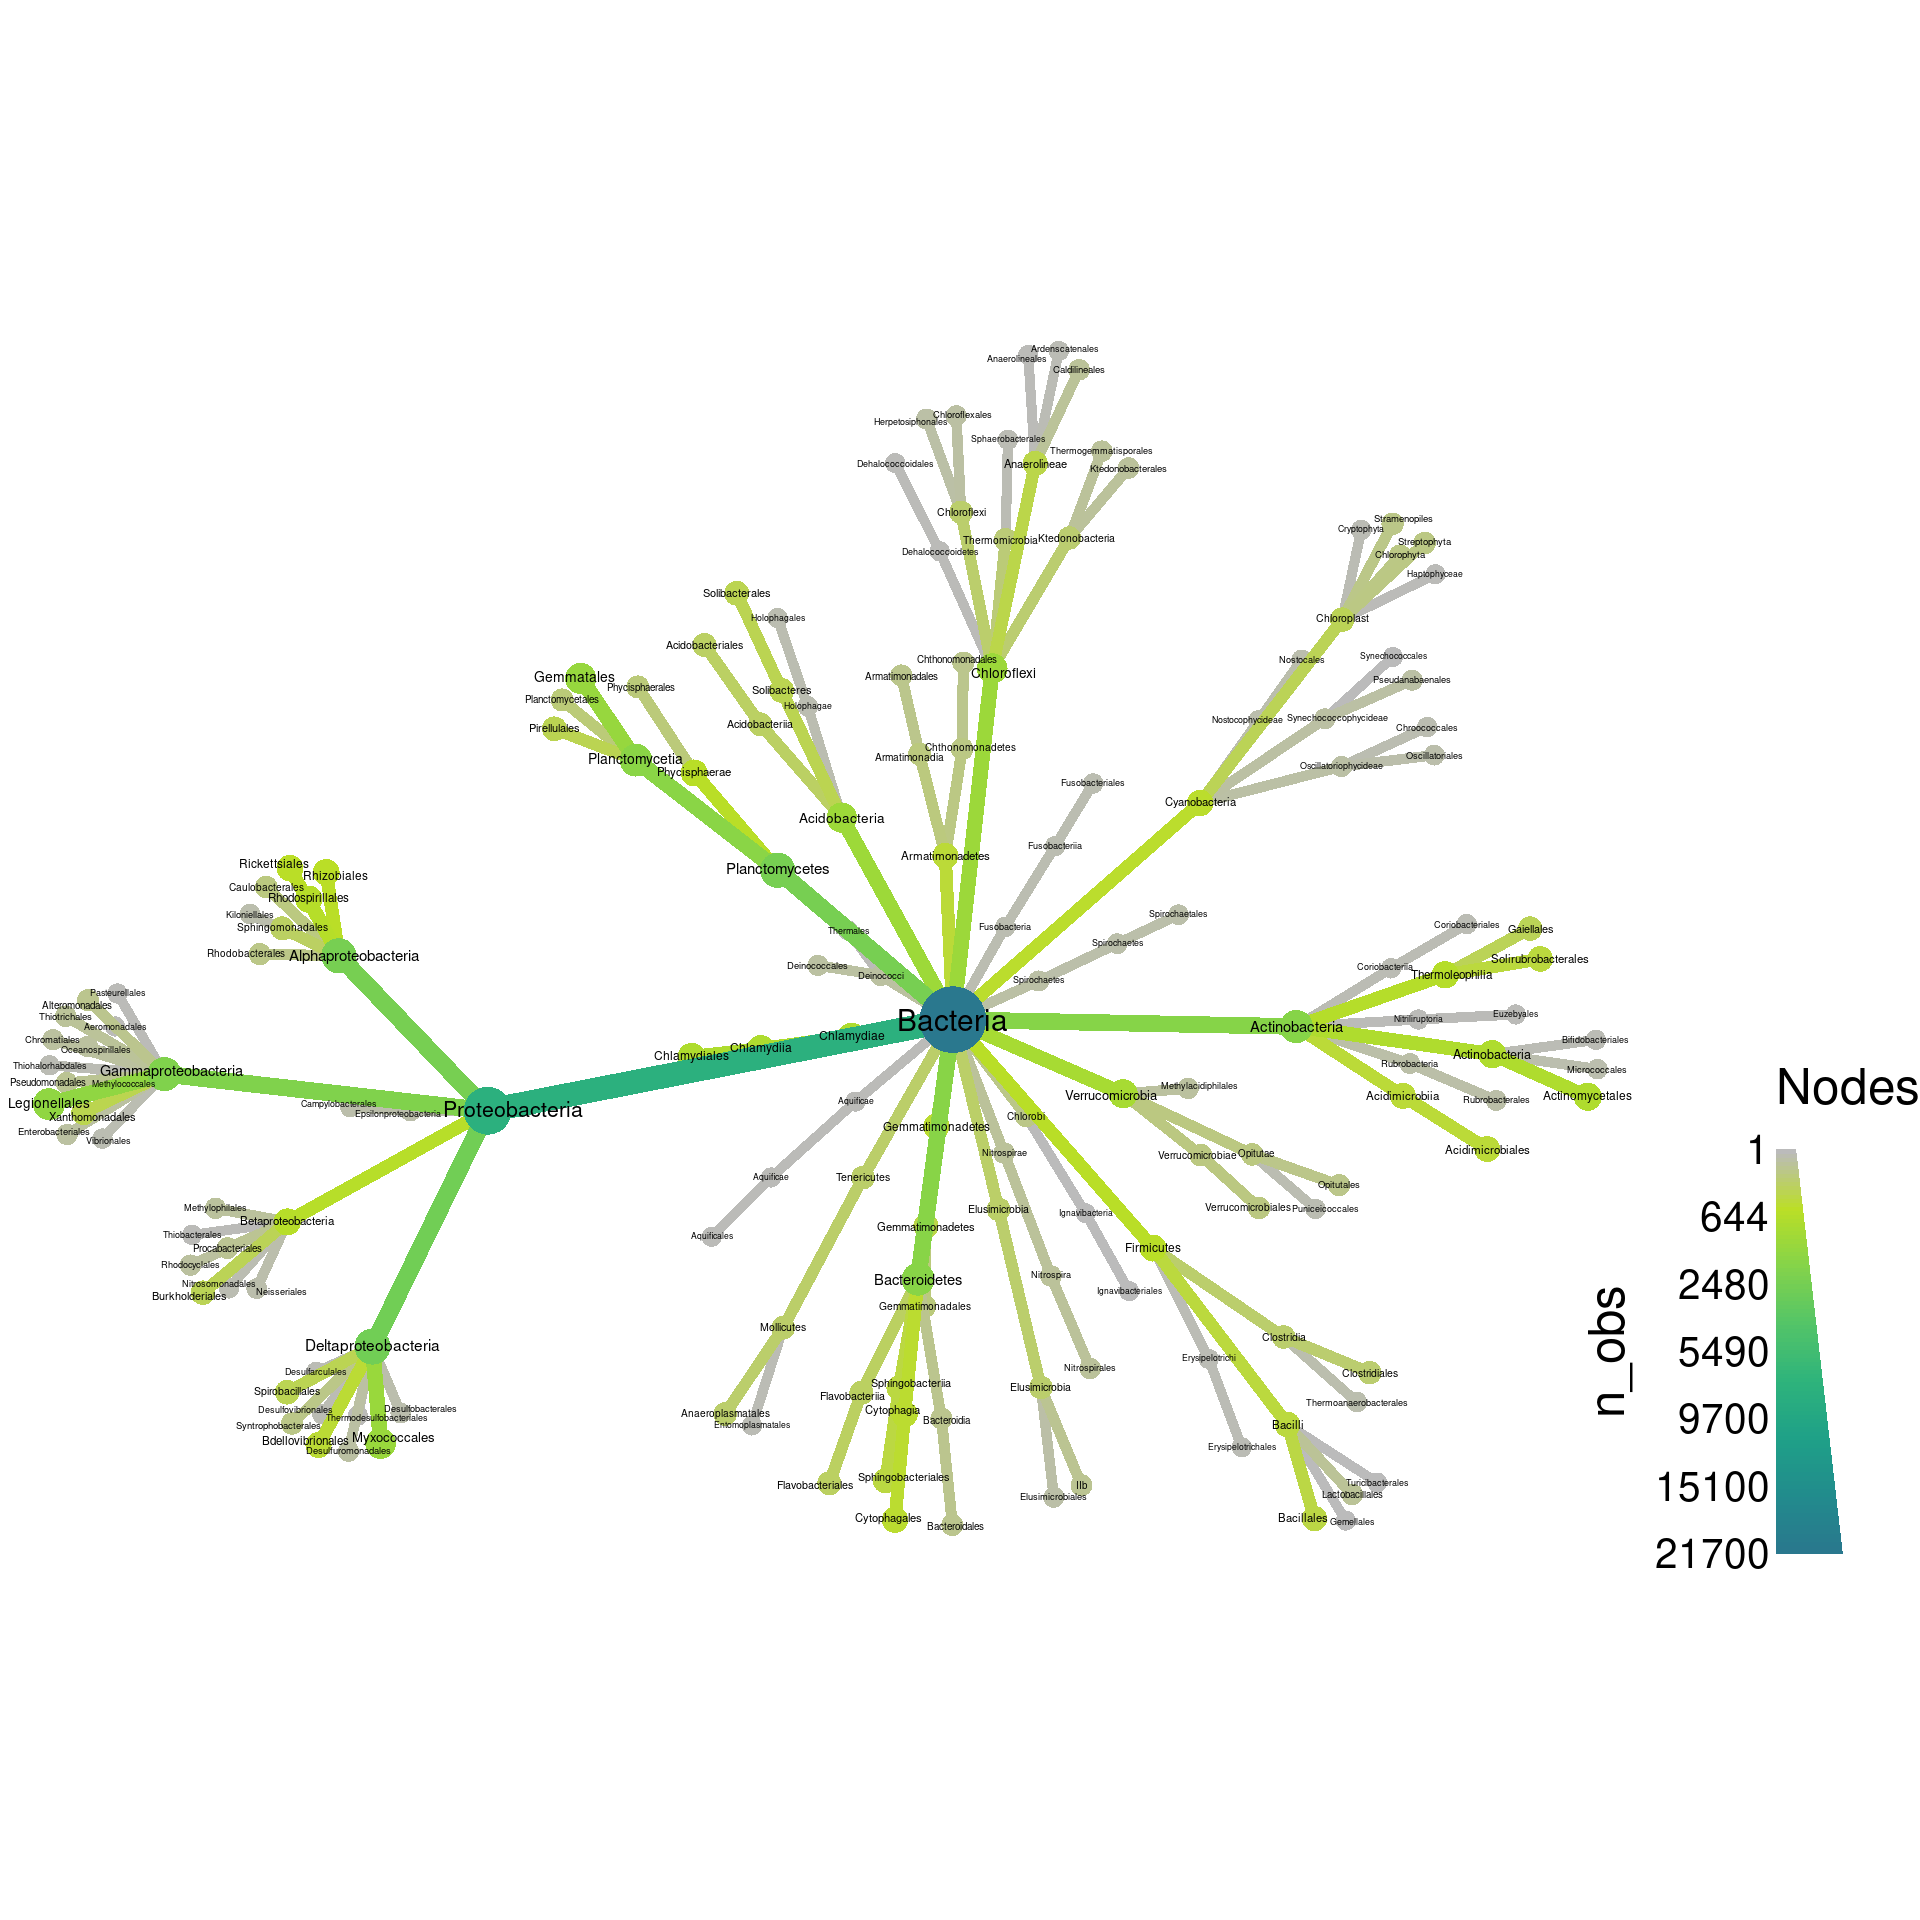 Ardenscatenales
Anaerolineales
Caldilineales
Herpetosiphonales
Chloroflexales
Sphaerobacterales
Thermogemmatisporales
Dehalococcoidales
Anaerolineae
Ktedonobacterales
Chloroflexi
Thermomicrobia
Ktedonobacteria
Dehalococcoidetes
Cryptophyta
Stramenopiles
Streptophyta
Chlorophyta
Haptophyceae
Chloroplast
Solibacterales
Holophagales
Acidobacteriales
Chthonomonadales
Chloroflexi
Armatimonadales
Nostocales
Synechococcales
Pseudanabaenales
Gemmatales
Phycisphaerales
Planctomycetales
Pirellulales
Solibacteres
Holophagae
Acidobacteriia
Nostocophycideae
Synechococcophycideae
Chroococcales
Planctomycetia
Phycisphaerae
Armatimonadia
Chthonomonadetes
Oscillatoriophycideae
Oscillatoriales
Fusobacteriales
Cyanobacteria
Acidobacteria
Fusobacteriia
Armatimonadetes
Planctomycetes
Rickettsiales
Rhizobiales
Caulobacterales
Rhodospirillales
Kiloniellales
Sphingomonadales
Rhodobacterales
Alphaproteobacteria
Thermales
Fusobacteria
Spirochaetales
Spirochaetes
Deinococcales
Deinococci
Spirochaetes
Coriobacteriales
Gaiellales
Coriobacteriia
Thermoleophilia
Solirubrobacterales
Pasteurellales
Alteromonadales
Thiotrichales
Aeromonadales
Chromatiales
Oceanospirillales
Thiohalorhabdales
Gammaproteobacteria
Pseudomonadales
Methylococcales
Legionellales
Xanthomonadales
Enterobacteriales
Vibrionales
Campylobacterales
Epsilonproteobacteria
Proteobacteria
Chlamydiales
Chlamydiia
Chlamydiae
Bacteria
Actinobacteria
Nitriliruptoria
Euzebyales
Bifidobacteriales
Actinobacteria
Micrococcales
Rubrobacteria
Actinomycetales
Acidimicrobiia
Rubrobacterales
Acidimicrobiales
Methylacidiphilales
Verrucomicrobia
Aquificae
Chlorobi
Gemmatimonadetes
Nitrospirae
Verrucomicrobiae
Opitutae
Tenericutes
Aquificae
Opitutales
Elusimicrobia
Ignavibacteria
Verrucomicrobiales
Puniceicoccales
Methylophilales
Betaproteobacteria
Thiobacterales
Procabacteriales
Rhodocyclales
Nitrosomonadales
Neisseriales
Burkholderiales
Aquificales
Gemmatimonadetes
Firmicutes
Bacteroidetes
Nitrospira
Ignavibacteriales
Gemmatimonadales
Mollicutes
Deltaproteobacteria
Desulfarculales
Spirobacillales
Desulfovibrionales
Desulfobacterales
Thermodesulfobacteriales
Syntrophobacterales
Bdellovibrionales
Myxococcales
Desulfuromonadales
Clostridia
Erysipelotrichi
Nitrospirales
Clostridiales
Sphingobacteriia
Flavobacteriia
Elusimicrobia
Thermoanaerobacterales
Cytophagia
Anaeroplasmatales
Bacteroidia
Entomoplasmatales
Bacilli
Erysipelotrichales
Sphingobacteriales
Flavobacteriales
IIb
Elusimicrobiales
Turicibacterales
Lactobacillales
Cytophagales
Bacteroidales
Bacillales
Gemellales
Nodes
n_obs
1
644
2480
5490
9700
15100
21700